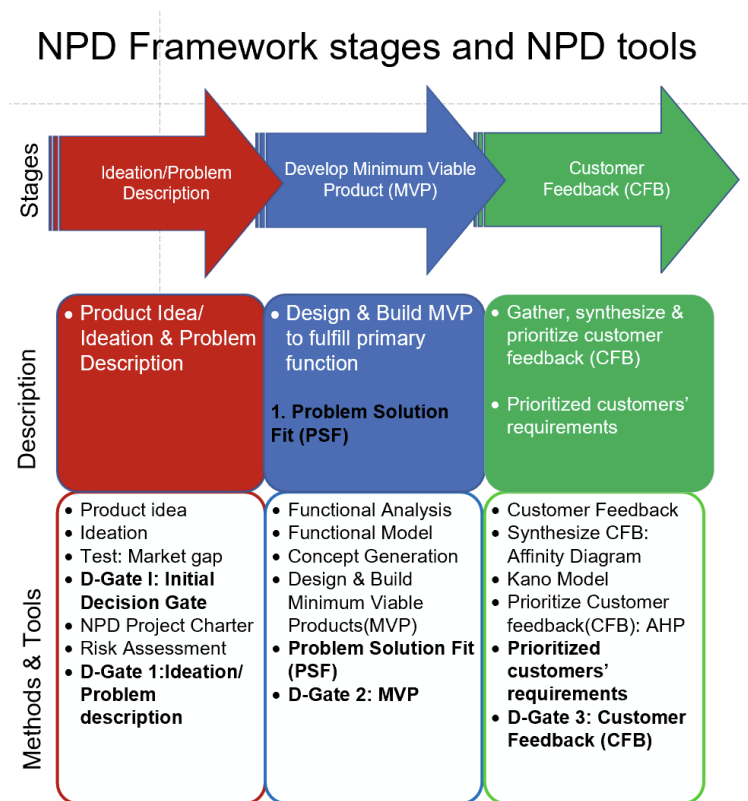 NPD Framework stages and NPD tools
Stages
Ideation/Problem
Description
Develop Minimum Viable
Product (MVP)
Customer
Feedback (CFB)
Description
• Product Idea/
Ideation & Problem
Description
• Design & Build MVP
to fulfill primary
function
1. Problem Solution
Fit (PSF)
• Gather, synthesize &
prioritize customer
feedback (CFB)
• Prioritized customers’
requirements
Methods & Tools
• Product idea
• Ideation
• Test: Market gap
• D-Gate I: Initial
Decision Gate
• NPD Project Charter
• Risk Assessment
• D-Gate 1:Ideation/
Problem
description
• Functional Analysis
• Functional Model
• Concept Generation
• Design & Build
Minimum Viable
Products(MVP)
• Problem Solution Fit
(PSF)
• D-Gate 2: MVP
• Customer Feedback
• Synthesize CFB:
Affinity Diagram
• Kano Model
• Prioritize Customer
feedback(CFB): AHP
• Prioritized
customers’
requirements
• D-Gate 3: Customer
Feedback (CFB)